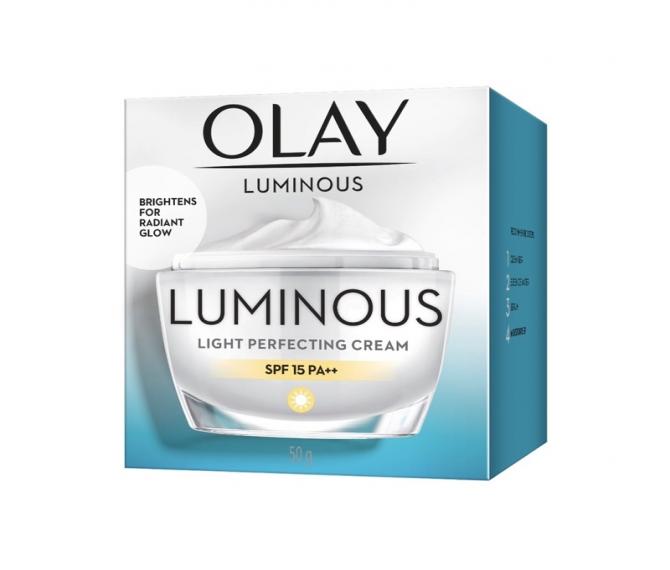 OLAY
LUMINOUS
BRIGHTENS
FOR
RADIANT
GLOW
LUMINOUS
LIGHT PERFECTING CREAM
SPF 15 PA++
50 g